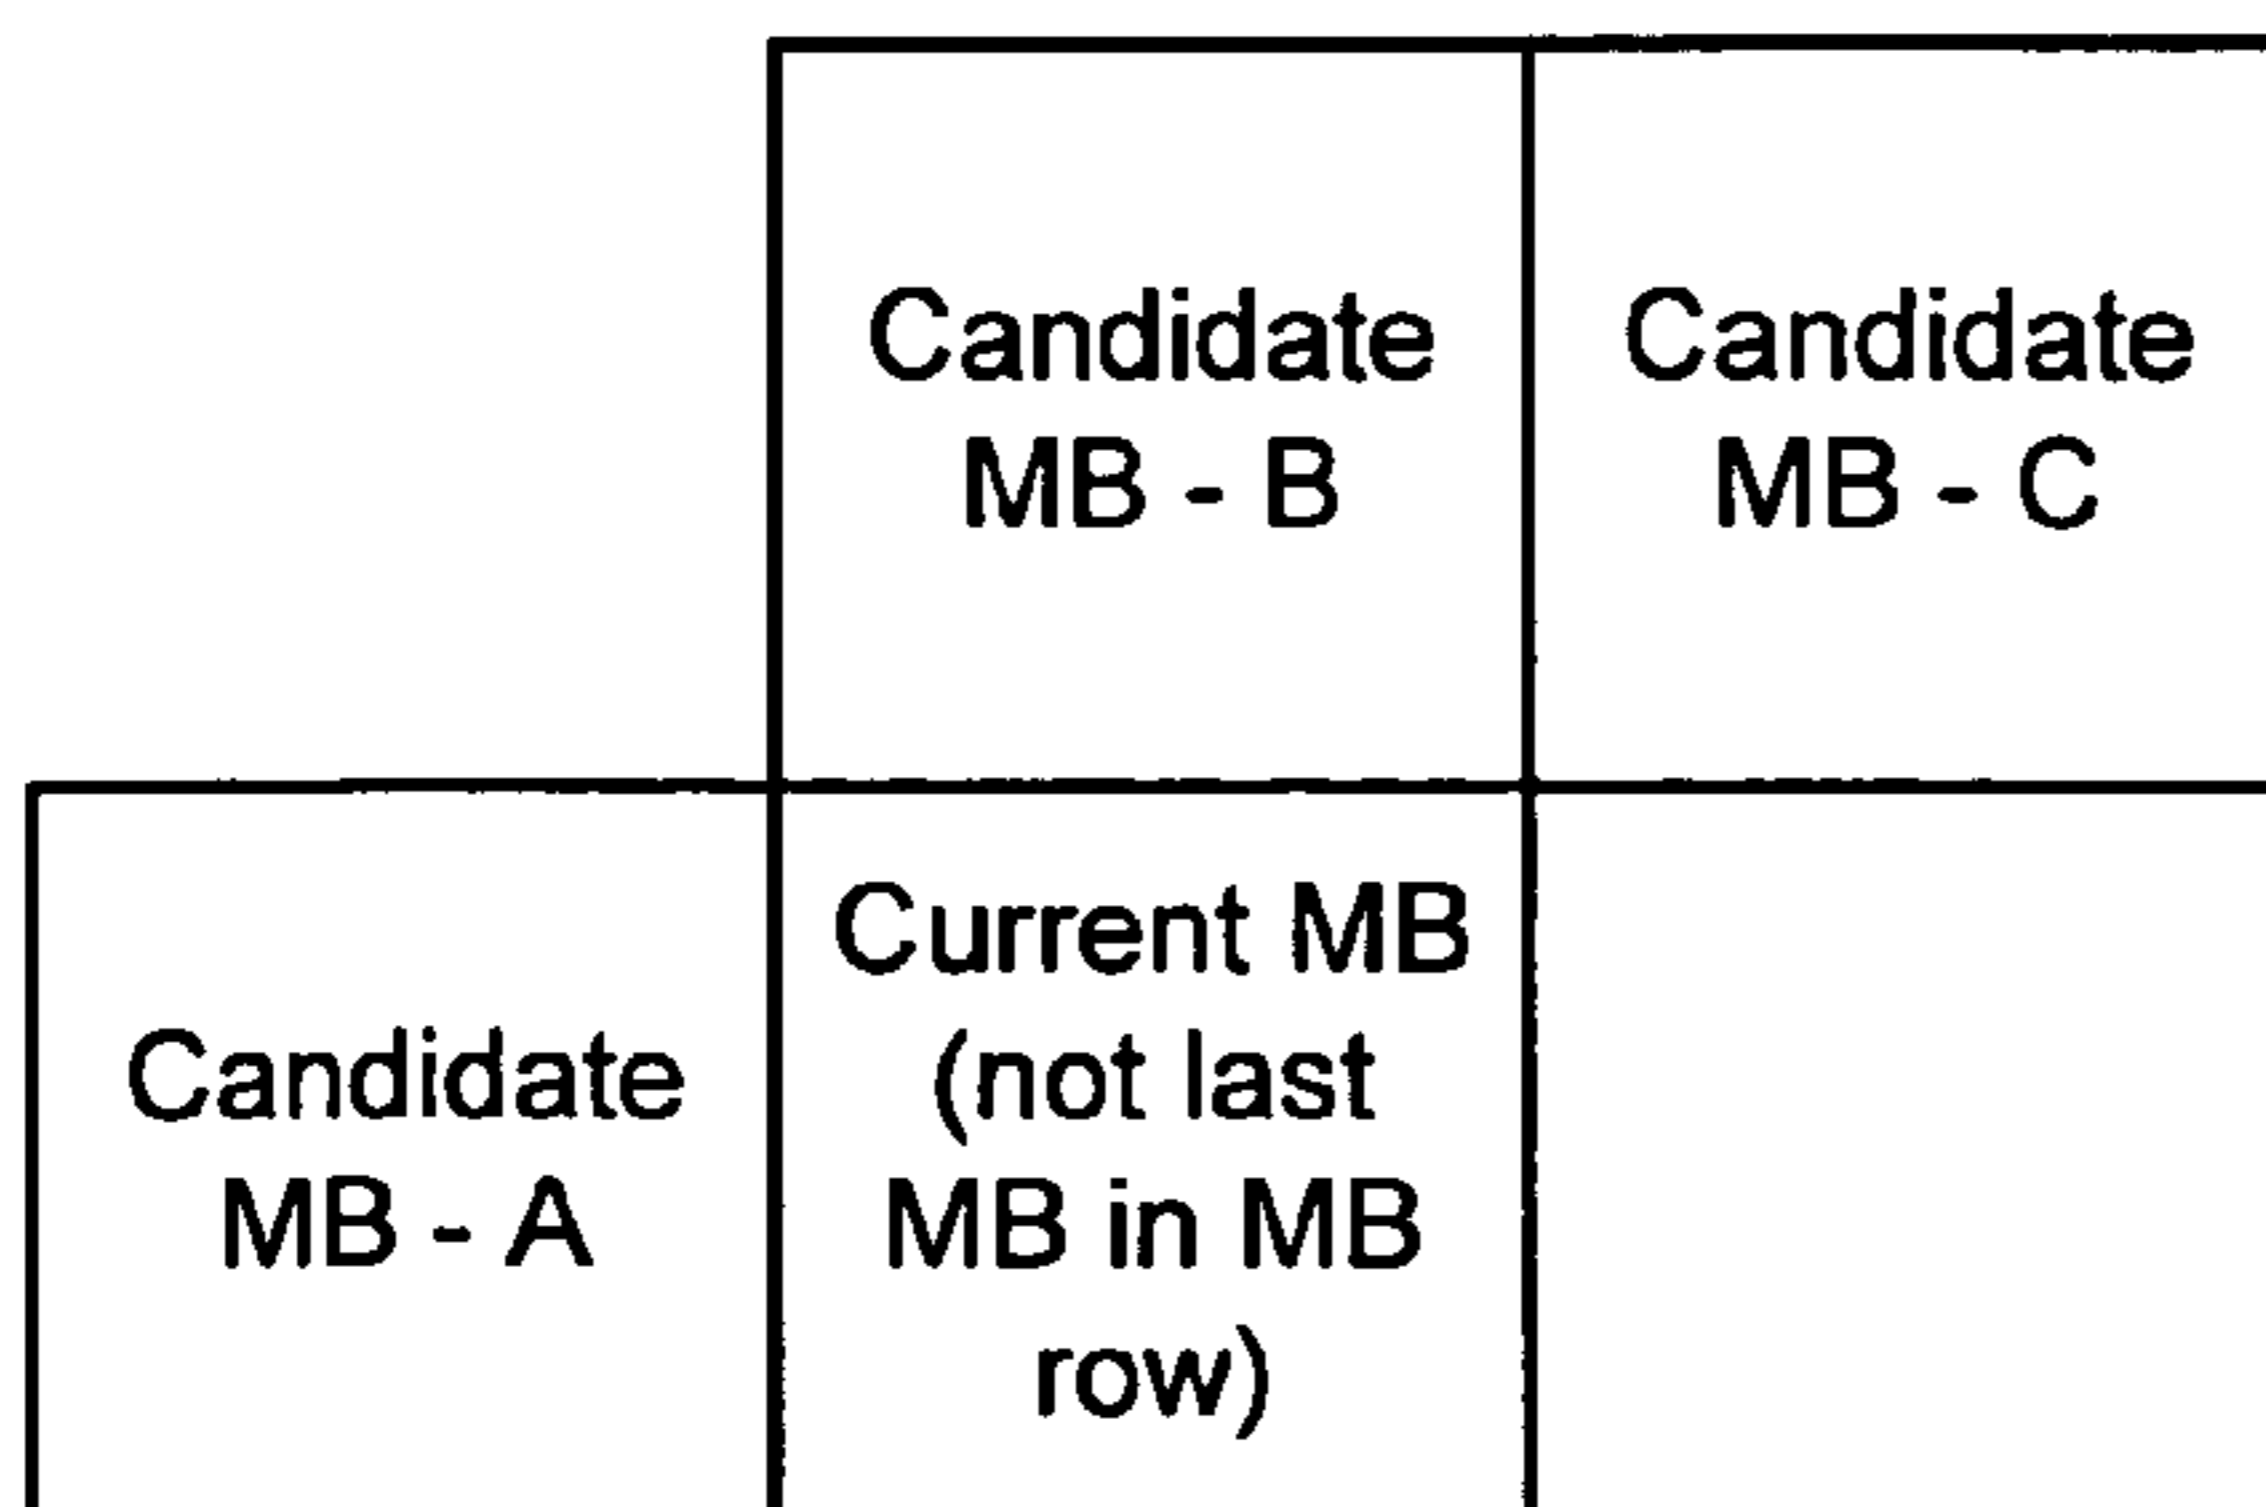 Candidate
MB - B
Candidate
MB - C
Candidate
MB - A
Current MB
(not last
MB in MB
row)